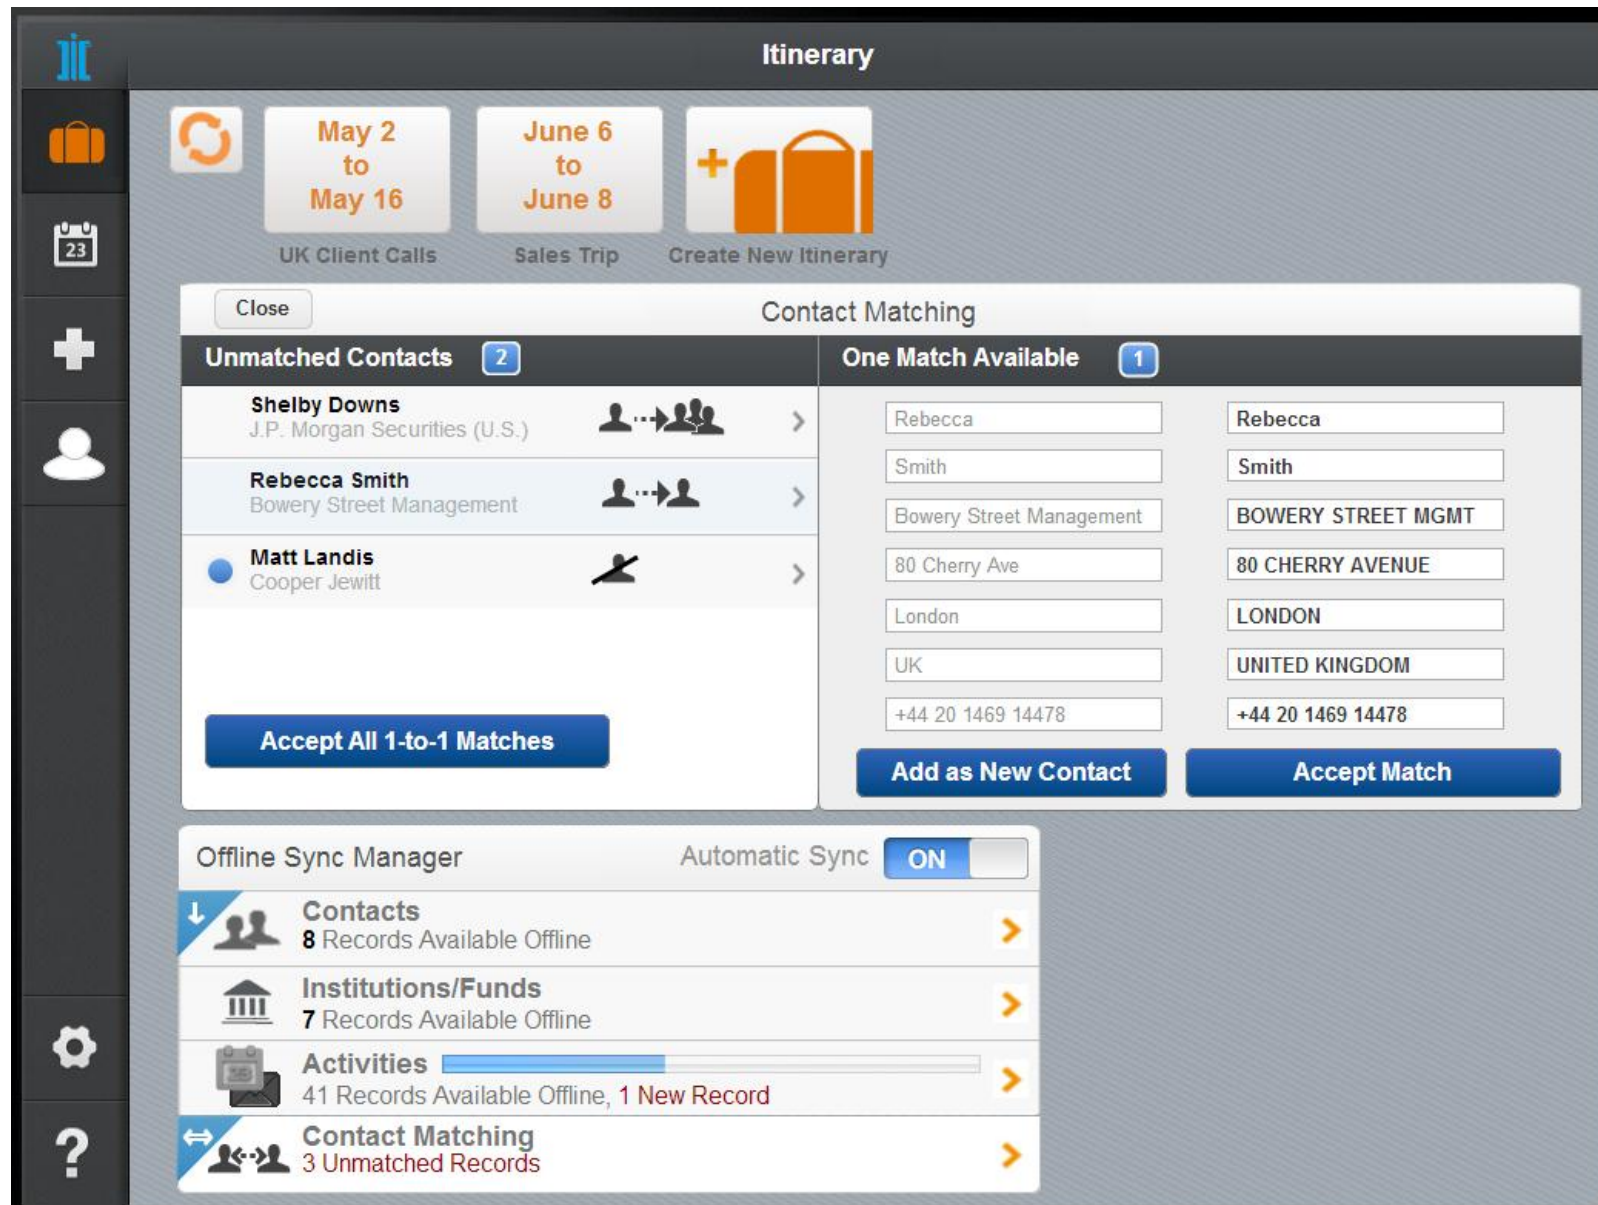 Itinerary
May 2
to
May 16
June 6
to
June 8
+
UK Client Calls
Sales Trip
Create New Itinerary
23
Close
Contact Matching
Unmatched Contacts 2
One Match Available 1
Shelby Downs
J.P. Morgan Securities (U.S.)
Rebecca Smith
Bowery Street Management
Matt Landis
Cooper Jewitt
Accept All 1-to-1 Matches
Rebecca
Rebecca
Smith
Smith
Bowery Street Management
BOWERY STREET MGMT
80 Cherry Ave
80 CHERRY AVENUE
London
LONDON
UK
UNITED KINGDOM
+44 20 1469 14478
+44 20 1469 14478
Add as New Contact
Accept Match
Offline Sync Manager
Automatic Sync ON
Contacts
8 Records Available Offline
Institutions/Funds
7 Records Available Offline
Activities
41 Records Available Offline, 1 New Record
Contact Matching
3 Unmatched Records
?